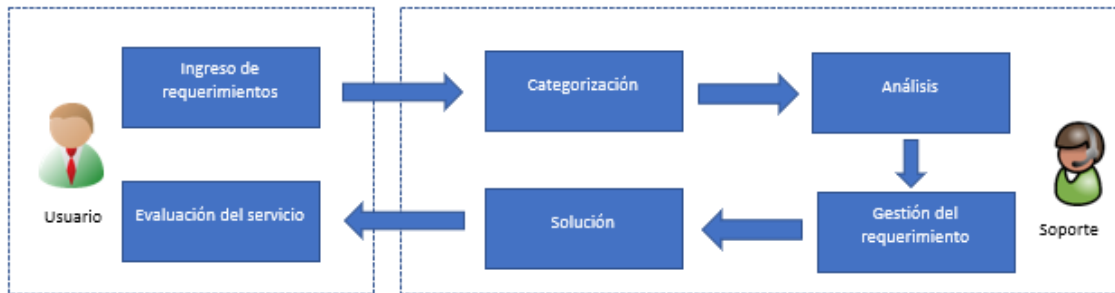 Ingreso de
requerimientos
Categorización
Análisis
Usuario
Evaluación del servicio
Solución
Gestión del
requerimiento
Soporte